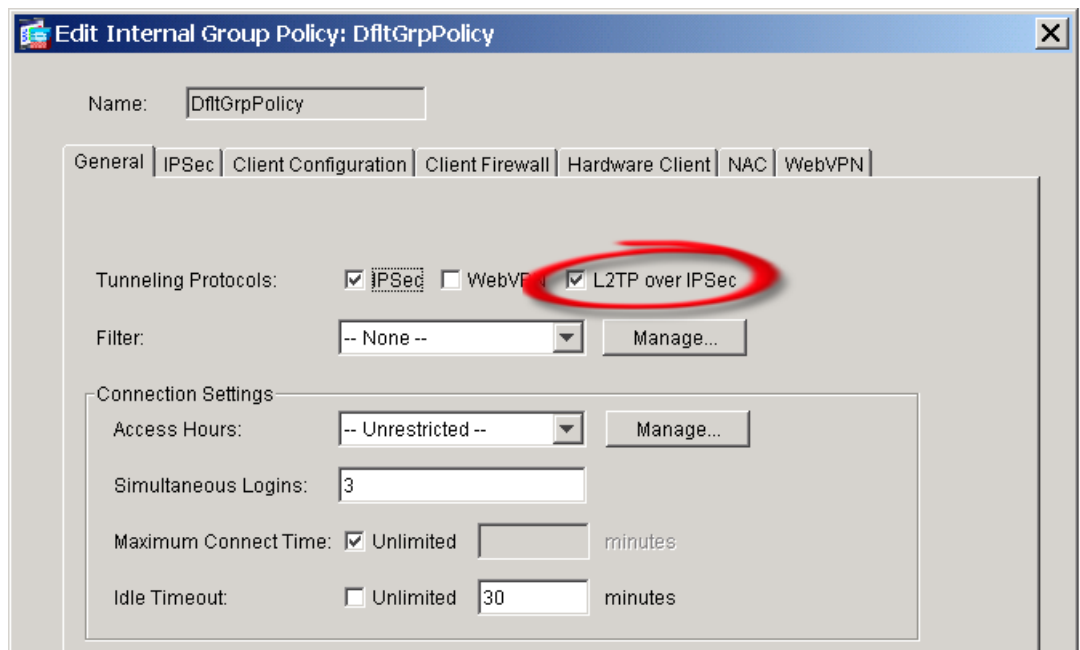 Edit Internal Group Policy: DfltGrpPolicy
Name: DfltGrpPolicy
General IPSec Client Configuration Client Firewall Hardware Client NAC WebVPN
Tunneling Protocols: IPSec WebVPN L2TP over IPSec
Filter: -- None -- Manage...
Connection Settings
Access Hours: -- Unrestricted -- Manage...
Simultaneous Logins: 3
Maximum Connect Time: Unlimited minutes
Idle Timeout: Unlimited 30 minutes